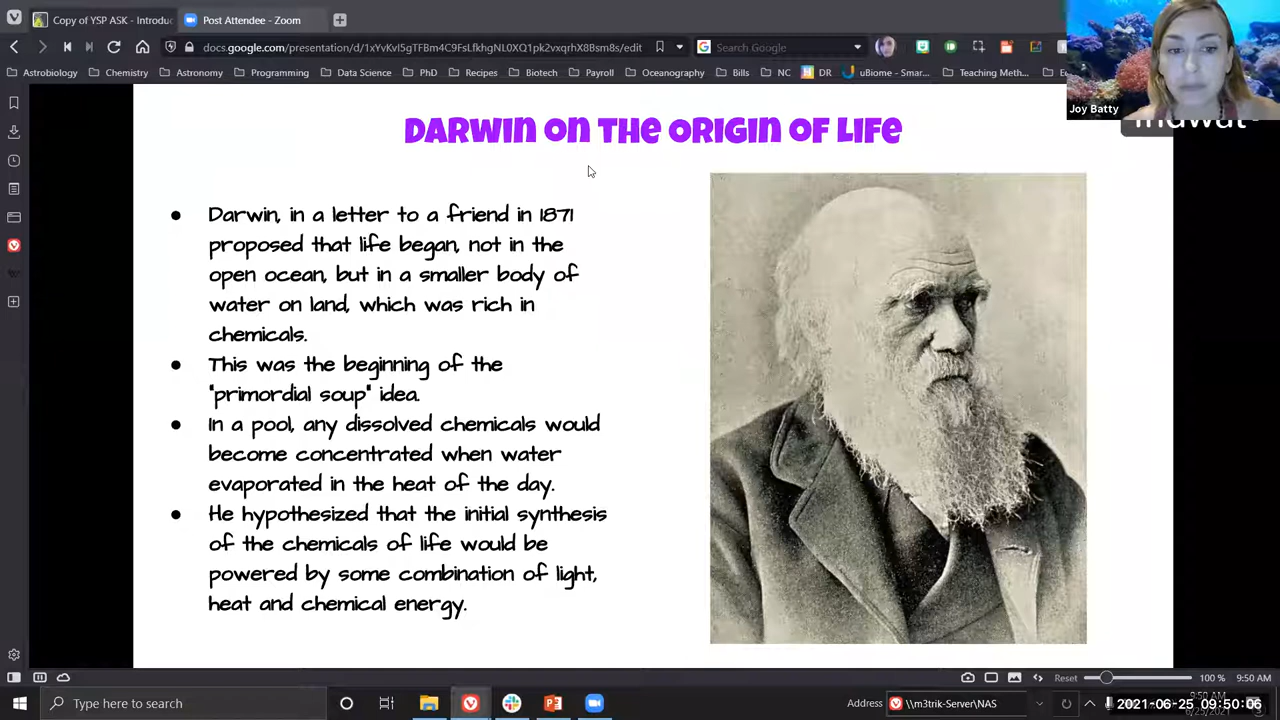 Copy of YSP ASK - Introduc
Post Attendee - Zoom
docs.google.com/presentation/d/1xYvKvI5gTFBm4C9FsLfkhgNL0XQ1pk2vxqrhX8Bsm8s/edit
Search Google
Astrobiology
Chemistry
Astronomy
Programming
Data Science
PhD
Recipes
Biotech
Payroll
Oceanography
Bills
NC
DR
uBiome - Smar...
Teaching Meth...
Joy Batty
DARWIN ON THE ORIGIN OF LIFE
● Darwin, in a letter to a friend in 1871
proposed that life began, not in the
open ocean, but in a smaller body of
water on land, which was rich in
chemicals.
● This was the beginning of the
"primordial soup" idea.
● In a pool, any dissolved chemicals would
become concentrated when water
evaporated in the heat of the day.
● He hypothesized that the initial synthesis
of the chemicals of life would be
powered by some combination of light,
heat and chemical energy.
Reset
100 %
9:50 AM
Type here to search
Address
\\m3trik-Server\NAS
2021-06-25 09:50:06